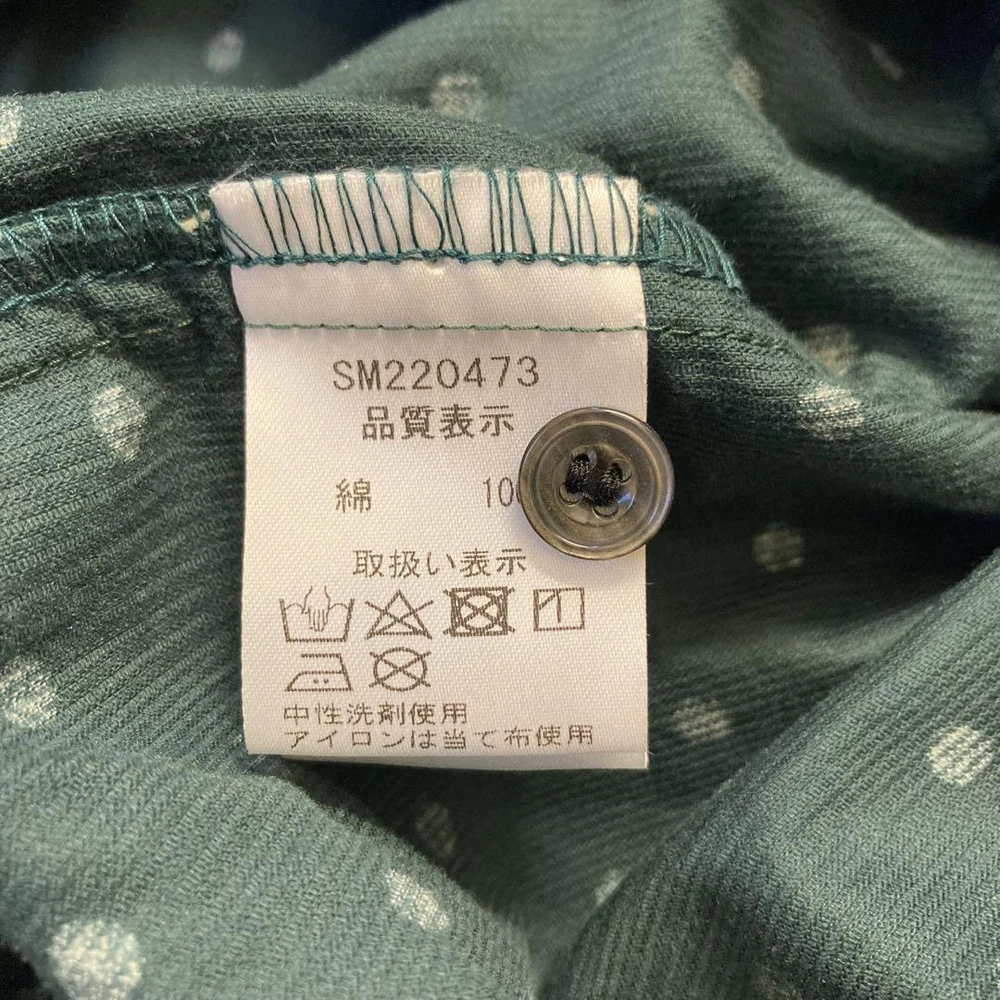 SM220473
品質表示
綿 10
取扱い表示
中性洗剤使用
アイロンは当て布使用